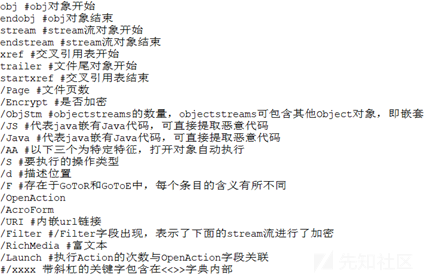 obj #obj对象开始
endobj #obj对象结束
stream #stream流对象开始
endstream #stream流对象结束
xref #交叉引用表开始
trailer #文件尾对象开始
startxref #交叉引用表结束
/Page #文件页数
/Encrypt #是否加密
/ObjStm #objectstreams的数量，objectstreams可包含其他Object对象，即嵌套
/JS #代表java嵌有Java代码，可直接提取恶意代码
/Java #代表java嵌有Java代码，可直接提取恶意代码
/AA #以下三个为特定特征，打开对象自动执行
/S #要执行的操作类型
/d #描述位置
/F #存在于GoToR和GoToE中，每个条目的含义有所不同
/OpenAction
/AcroForm
/URI #内嵌url链接
/Filter #/Filter字段出现，表示了下面的stream流进行了加密
/RichMedia #富文本
/Launch #执行Action的次数与OpenAction字段关联
#/xxxx 带斜杠的关键字包含在<<>>字典内部
先知社区